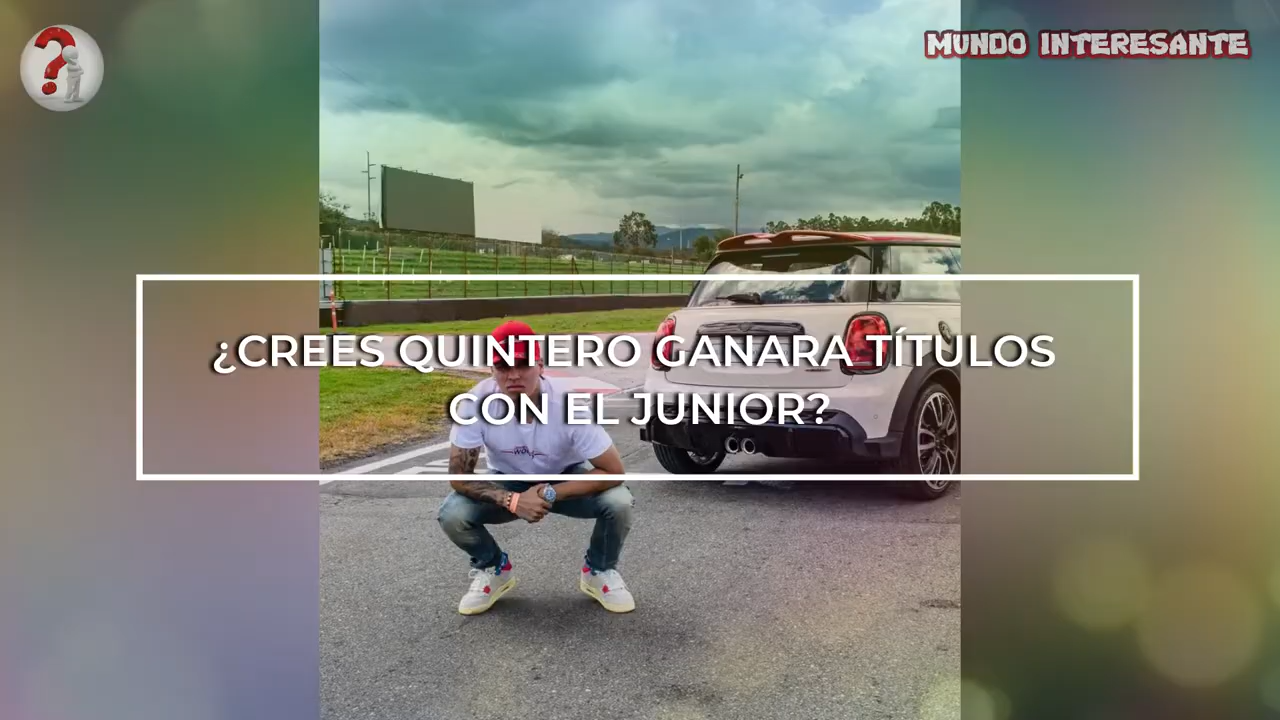 MUNDO INTERESANTE
¿CREES QUINTERO GANARA TÍTULOS
CON EL JUNIOR?